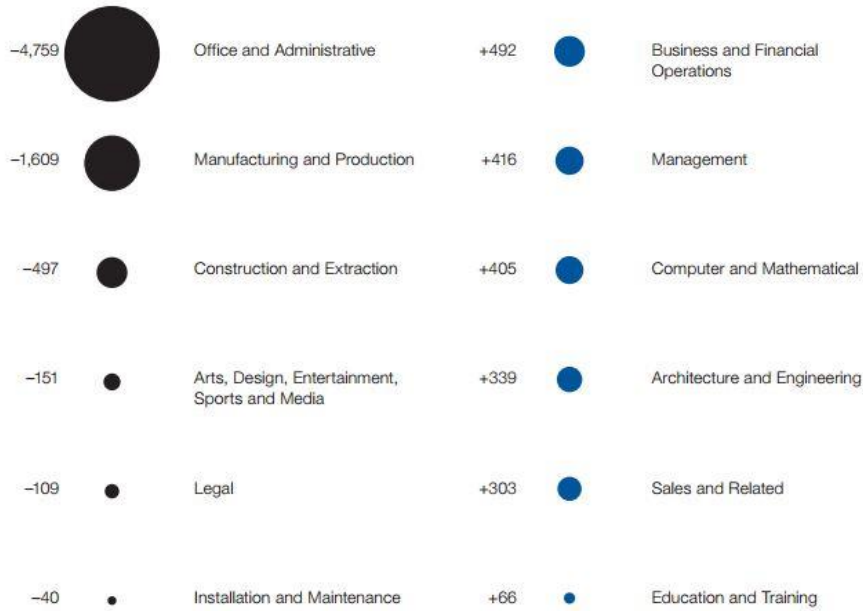 –4,759 Office and Administrative +492 Business and Financial
Operations
–1,609 Manufacturing and Production +416 Management
–497 Construction and Extraction +405 Computer and Mathematical
–151 Arts, Design, Entertainment, +339 Architecture and Engineering
Sports and Media
–109 Legal +303 Sales and Related
–40 Installation and Maintenance +66 Education and Training